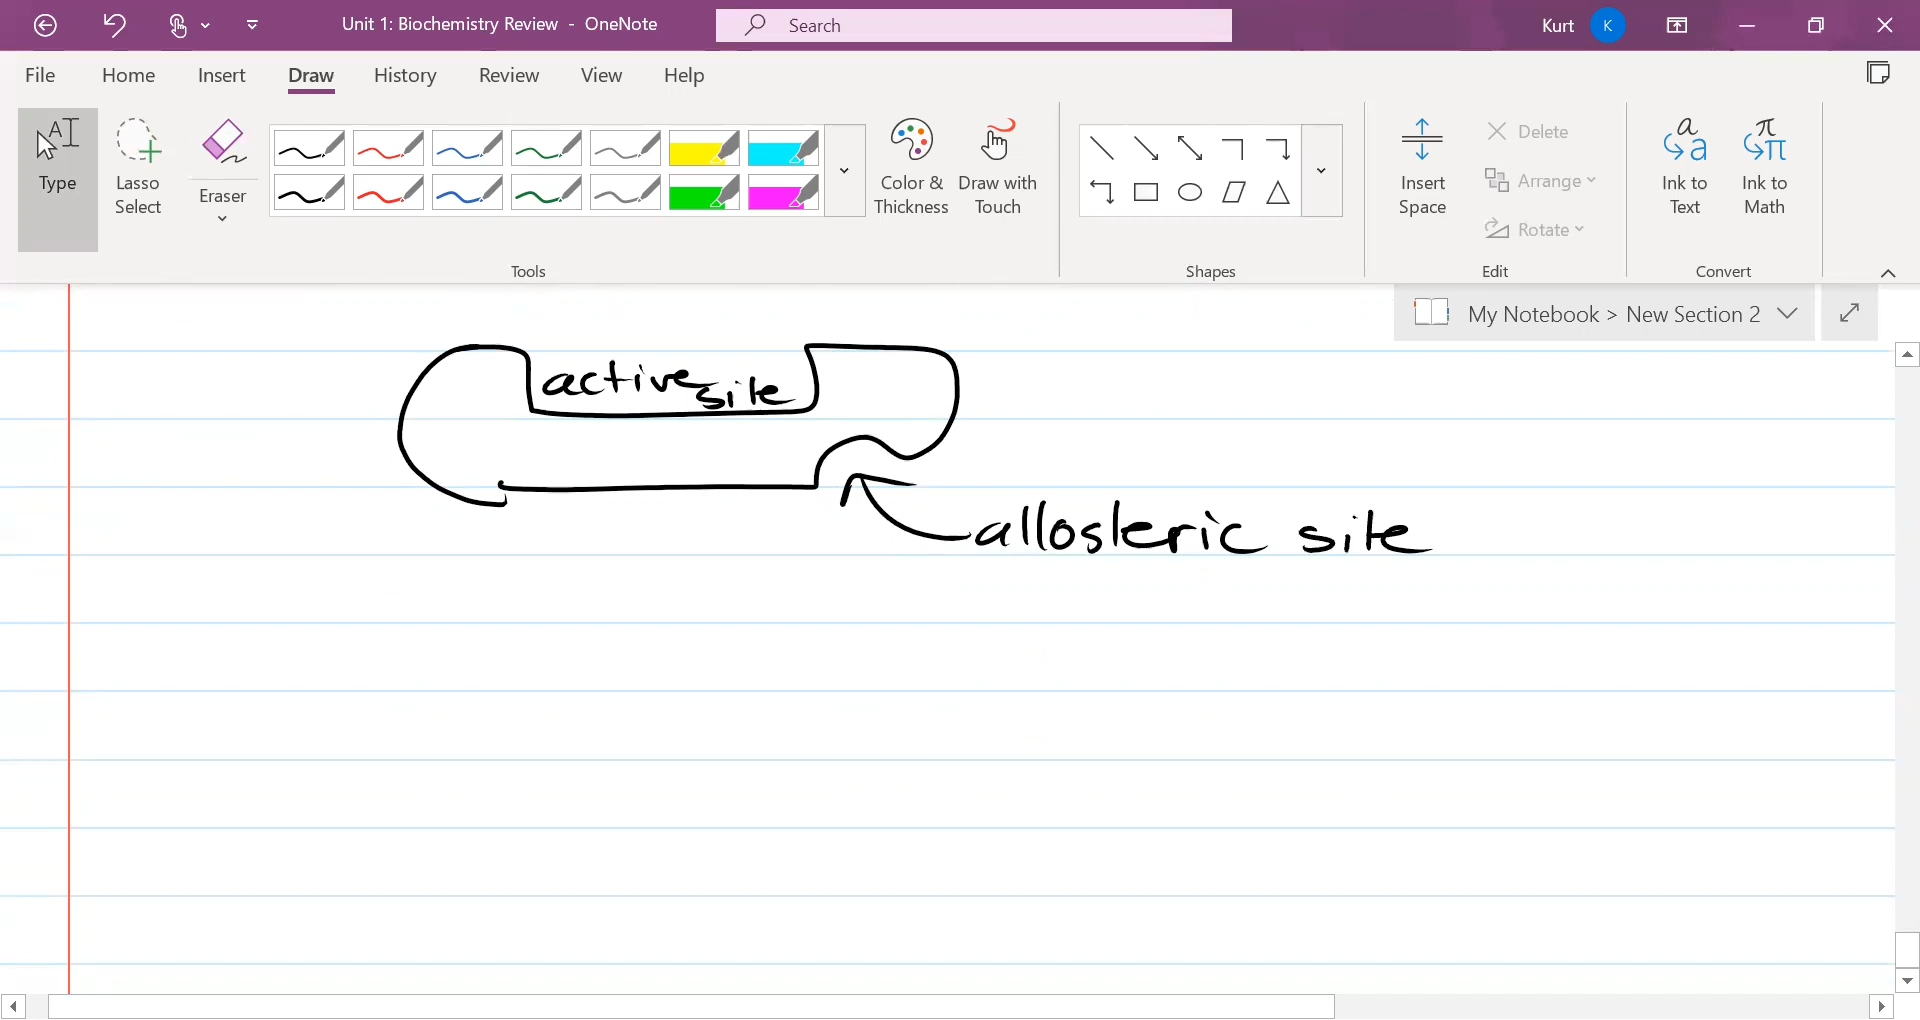 Unit 1: Biochemistry Review - OneNote
Search
Kurt K
File Home Insert Draw History Review View Help
Type
Lasso Select
Eraser
Color & Thickness
Draw with Touch
Insert Space
Delete
Arrange
Rotate
Ink to Text
Ink to Math
Tools Shapes Edit Convert
My Notebook > New Section 2
active site
allosteric site